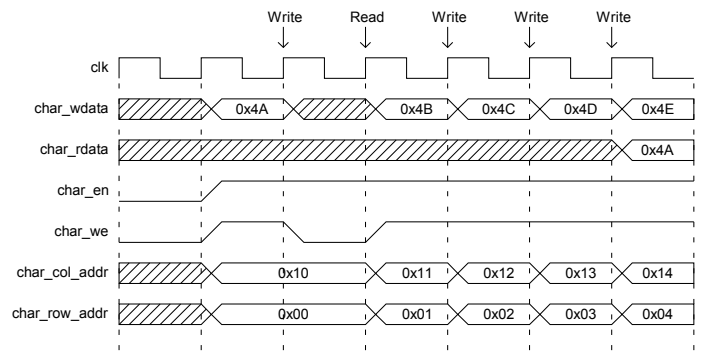 Write Read Write Write Write
clk
char_wdata 0x4A 0x4B 0x4C 0x4D 0x4E
char_rdata 0x4A
char_en
char_we
char_col_addr 0x10 0x11 0x12 0x13 0x14
char_row_addr 0x00 0x01 0x02 0x03 0x04